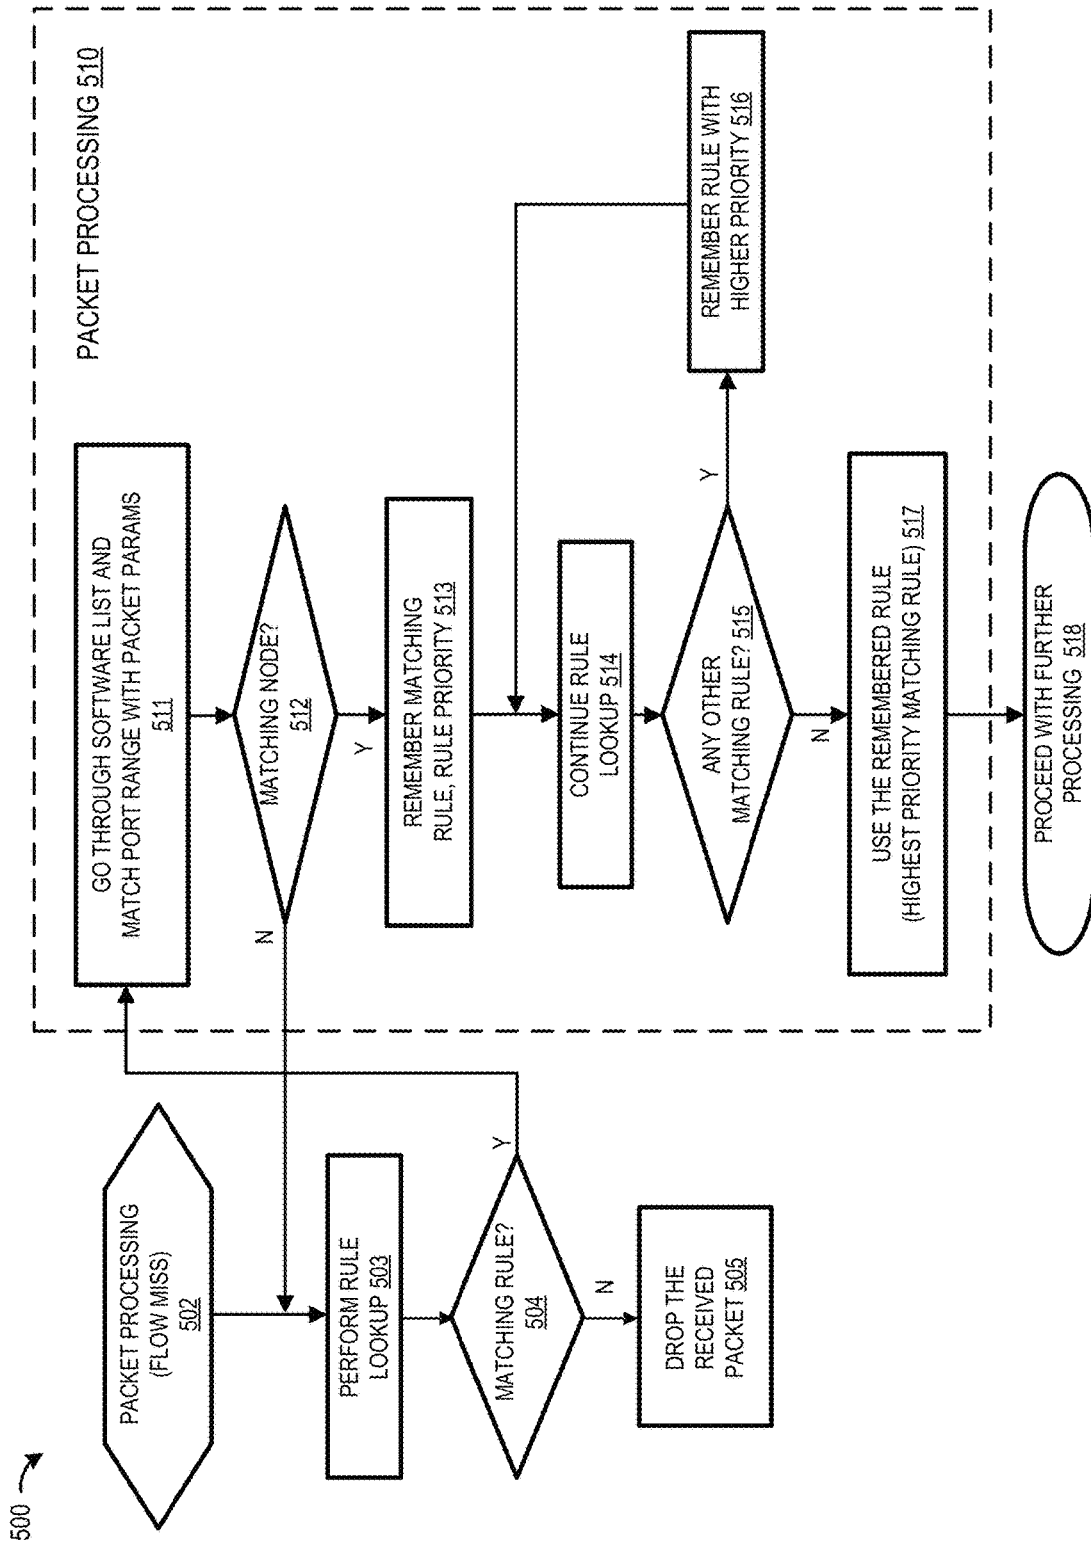 500
PACKET PROCESSING
(FLOW MISS)
502
PERFORM RULE
LOOKUP 503
MATCHING RULE?
504
Y
N
DROP THE
RECEIVED
PACKET 505
PACKET PROCESSING 510
GO THROUGH SOFTWARE LIST AND
MATCH PORT RANGE WITH PACKET PARAMS
511
MATCHING NODE?
512
N
Y
REMEMBER MATCHING
RULE, RULE PRIORITY 513
CONTINUE RULE
LOOKUP 514
ANY OTHER
MATCHING RULE? 515
Y
N
REMEMBER RULE WITH
HIGHER PRIORITY 516
USE THE REMEMBERED RULE
(HIGHEST PRIORITY MATCHING RULE) 517
PROCEED WITH FURTHER
PROCESSING 518